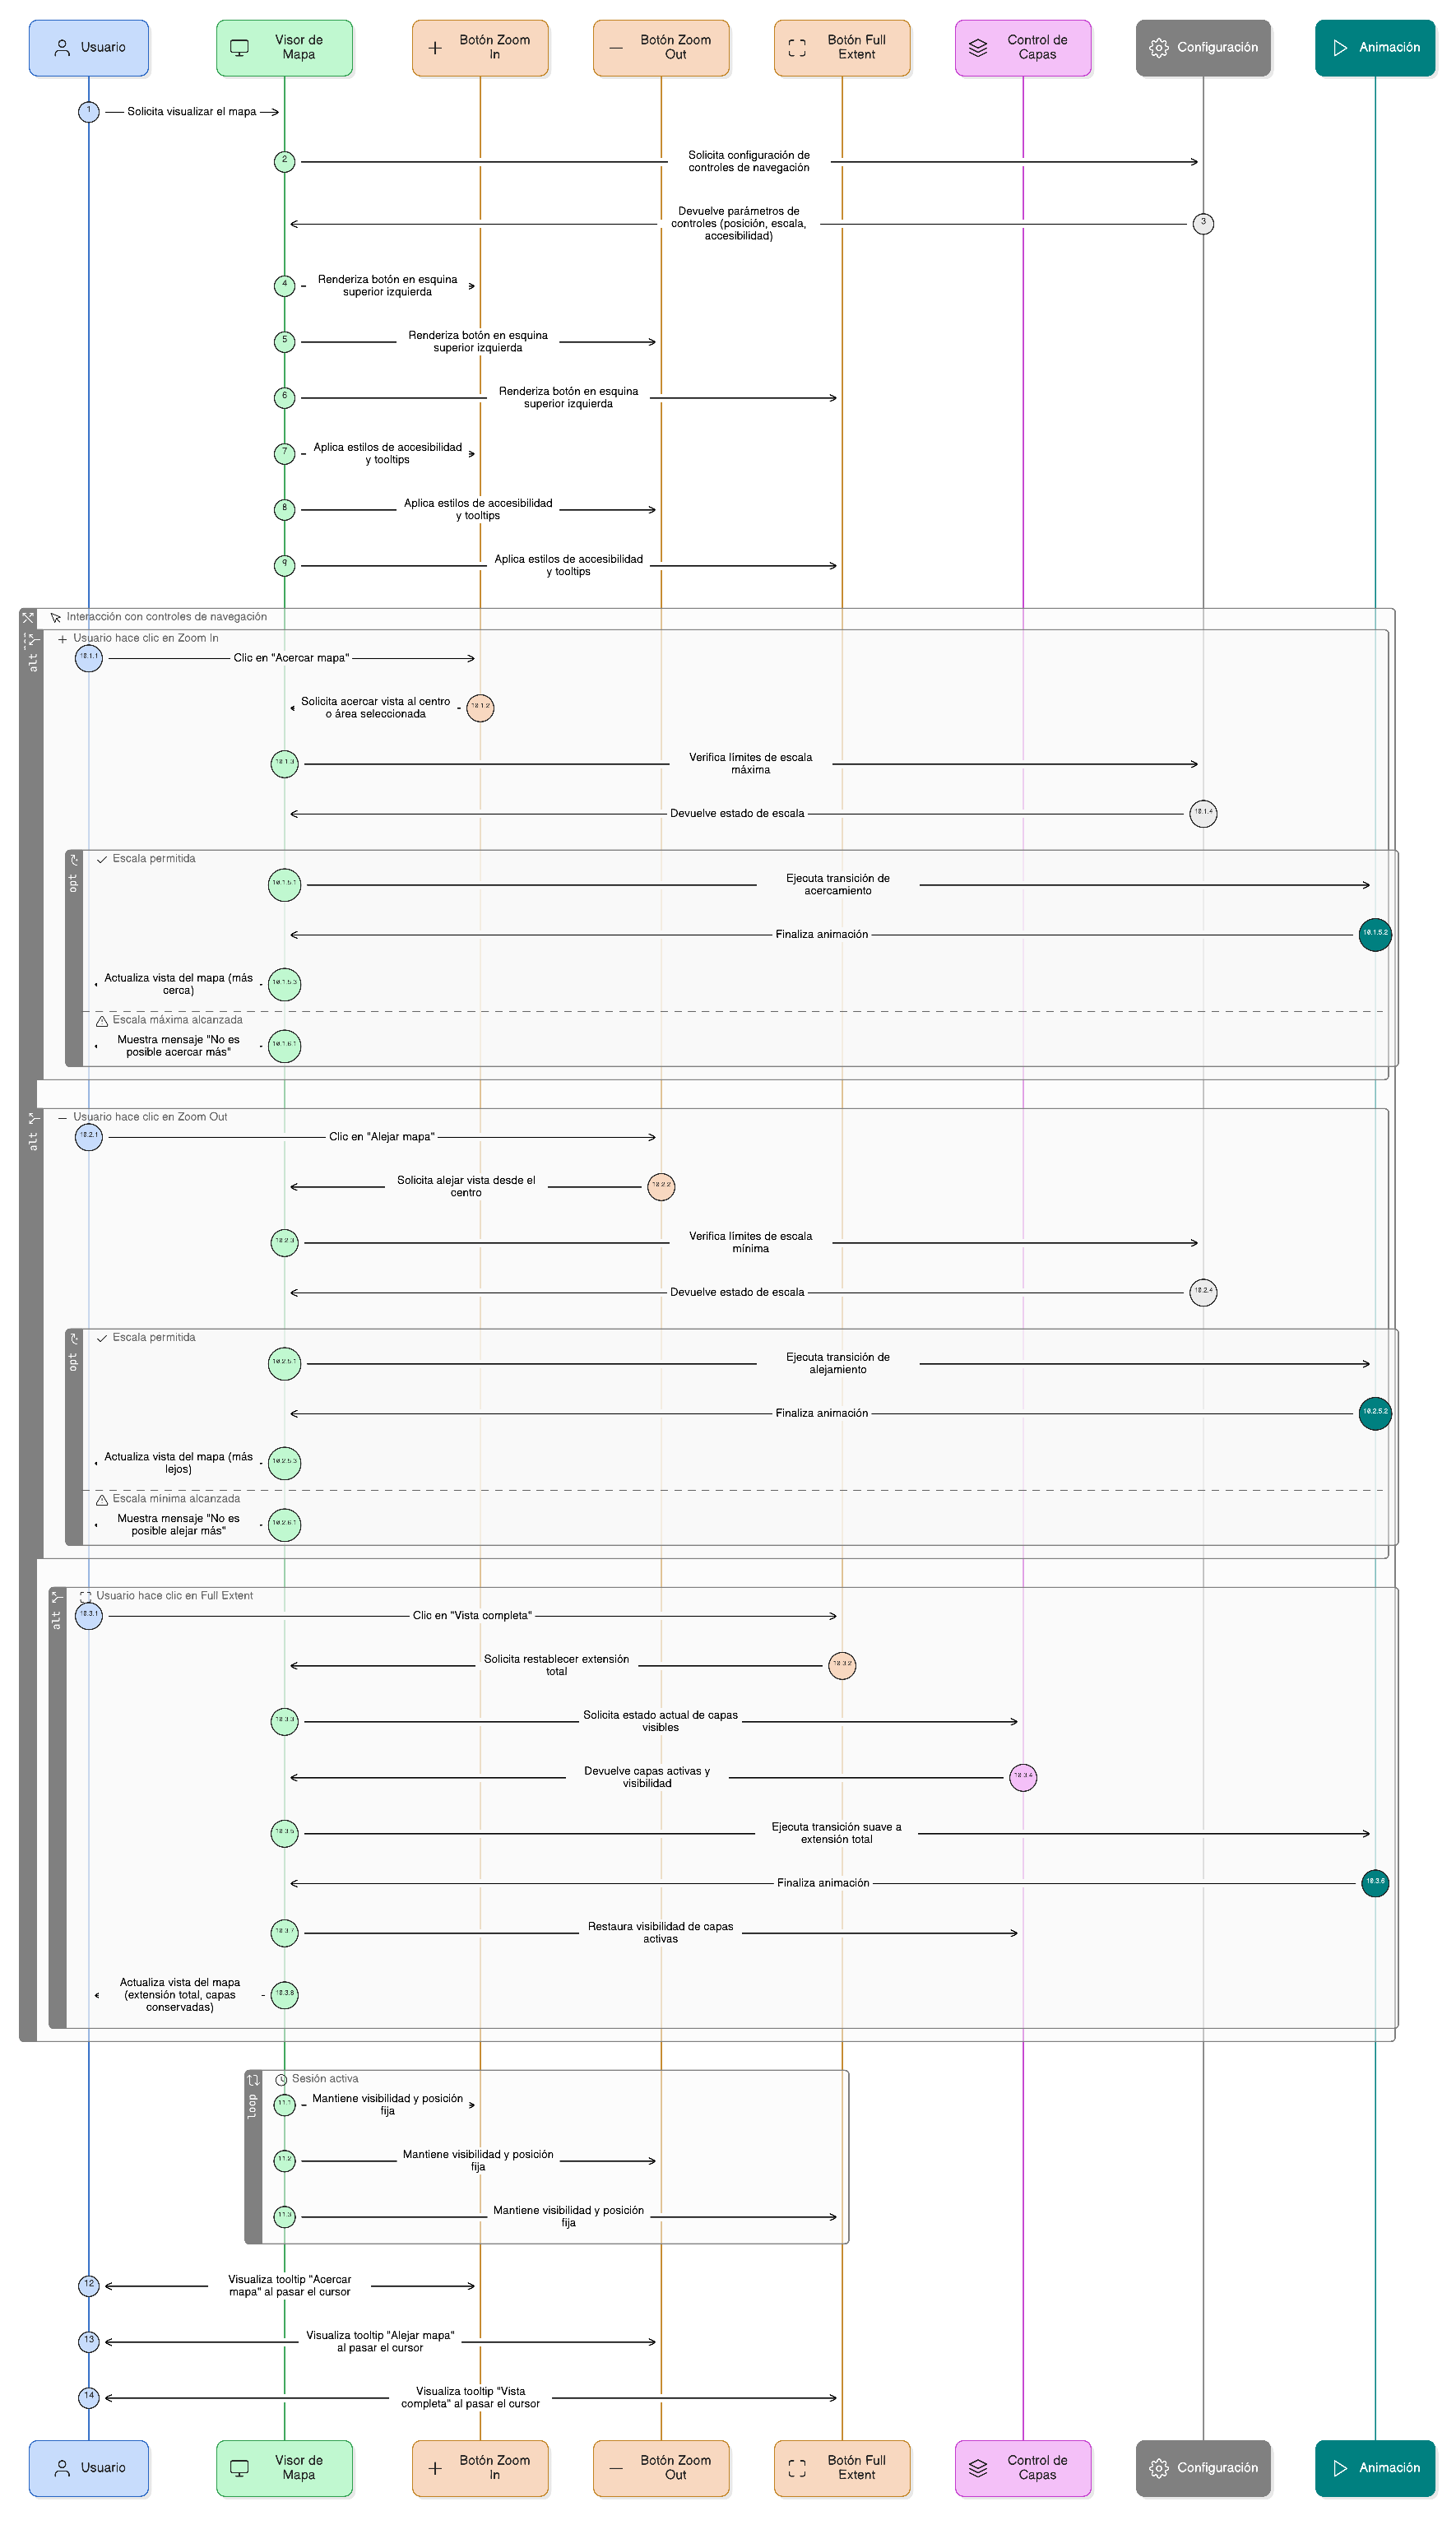 Usuario
Visor de
Mapa
Botón Zoom
In
Botón Zoom
Out
Botón Full
Extent
Control de
Capas
Configuración
Animación
1
Solicita visualizar el mapa
2
Solicita configuración de
controles de navegación
Devuelve parámetros de
controles (posición, escala,
accesibilidad)
3
4
Renderiza botón en esquina
superior izquierda
5
Renderiza botón en esquina
superior izquierda
6
Renderiza botón en esquina
superior izquierda
7
Aplica estilos de accesibilidad
y tooltips
8
Aplica estilos de accesibilidad
y tooltips
9
Aplica estilos de accesibilidad
y tooltips
Interacción con controles de navegación
alt
Usuario hace clic en Zoom In
10.1.1
Clic en "Acercar mapa"
Solicita acercar vista al centro
o área seleccionada
10.1.2
10.1.3
Verifica límites de escala
máxima
Devuelve estado de escala
10.1.4
opt
Escala permitida
10.1.5.1
Ejecuta transición de
acercamiento
Finaliza animación
10.1.5.2
Actualiza vista del mapa (más
cerca)
10.1.5.3
Escala máxima alcanzada
Muestra mensaje "No es
posible acercar más"
10.1.6.1
alt
Usuario hace clic en Zoom Out
10.2.1
Clic en "Alejar mapa"
Solicita alejar vista desde el
centro
10.2.2
10.2.3
Verifica límites de escala
mínima
Devuelve estado de escala
10.2.4
opt
Escala permitida
10.2.5.1
Ejecuta transición de
alejamiento
Finaliza animación
10.2.5.2
Actualiza vista del mapa (más
lejos)
10.2.5.3
Escala mínima alcanzada
Muestra mensaje "No es
posible alejar más"
10.2.6.1
alt
Usuario hace clic en Full Extent
10.3.1
Clic en "Vista completa"
Solicita restablecer extensión
total
10.3.2
10.3.3
Solicita estado actual de capas
visibles
Devuelve capas activas y
visibilidad
10.3.4
10.3.5
Ejecuta transición suave a
extensión total
Finaliza animación
10.3.6
10.3.7
Restaura visibilidad de capas
activas
Actualiza vista del mapa
(extensión total, capas
conservadas)
10.3.8
loop
Sesión activa
11.1
Mantiene visibilidad y posición
fija
11.2
Mantiene visibilidad y posición
fija
11.3
Mantiene visibilidad y posición
fija
12
Visualiza tooltip "Acercar
mapa" al pasar el cursor
13
Visualiza tooltip "Alejar mapa"
al pasar el cursor
14
Visualiza tooltip "Vista
completa" al pasar el cursor
Usuario
Visor de
Mapa
Botón Zoom
In
Botón Zoom
Out
Botón Full
Extent
Control de
Capas
Configuración
Animación